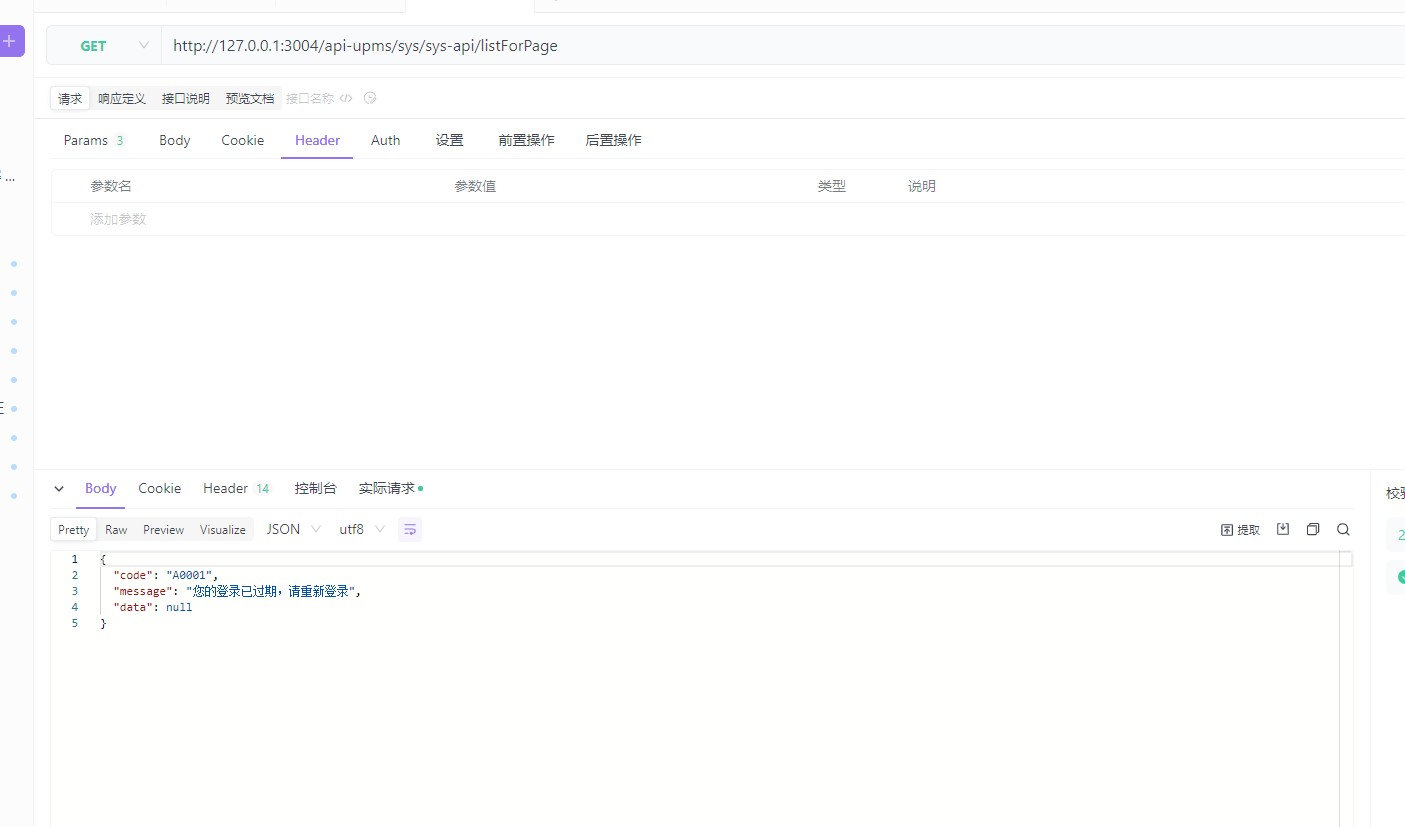 GET http://127.0.0.1:3004/api-upms/sys/sys-api/listForPage
请求 响应定义 接口说明 预览文档 接口名称
Params 3 Body Cookie Header Auth 设置 前置操作 后置操作
参数名 参数值 类型 说明
添加参数
...
Body Cookie Header 14 控制台 实际请求
Pretty Raw Preview Visualize JSON utf8 提取
1 {
2 "code": "A0001",
3 "message": "您的登录已过期，请重新登录",
4 "data": null
5 }
校
2